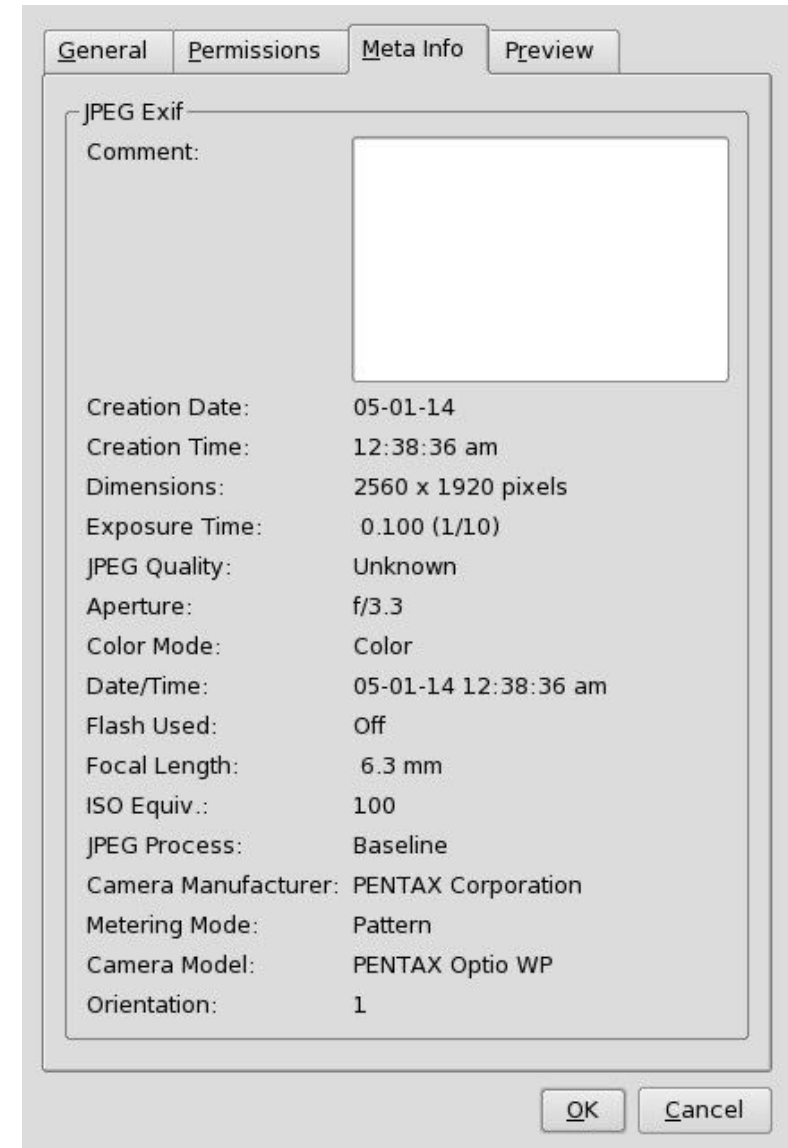 General Permissions Meta Info Preview
JPEG Exif
Comment:
Creation Date: 05-01-14
Creation Time: 12:38:36 am
Dimensions: 2560 x 1920 pixels
Exposure Time: 0.100 (1/10)
JPEG Quality: Unknown
Aperture: f/3.3
Color Mode: Color
Date/Time: 05-01-14 12:38:36 am
Flash Used: Off
Focal Length: 6.3 mm
ISO Equiv.: 100
JPEG Process: Baseline
Camera Manufacturer: PENTAX Corporation
Metering Mode: Pattern
Camera Model: PENTAX Optio WP
Orientation: 1
OK Cancel